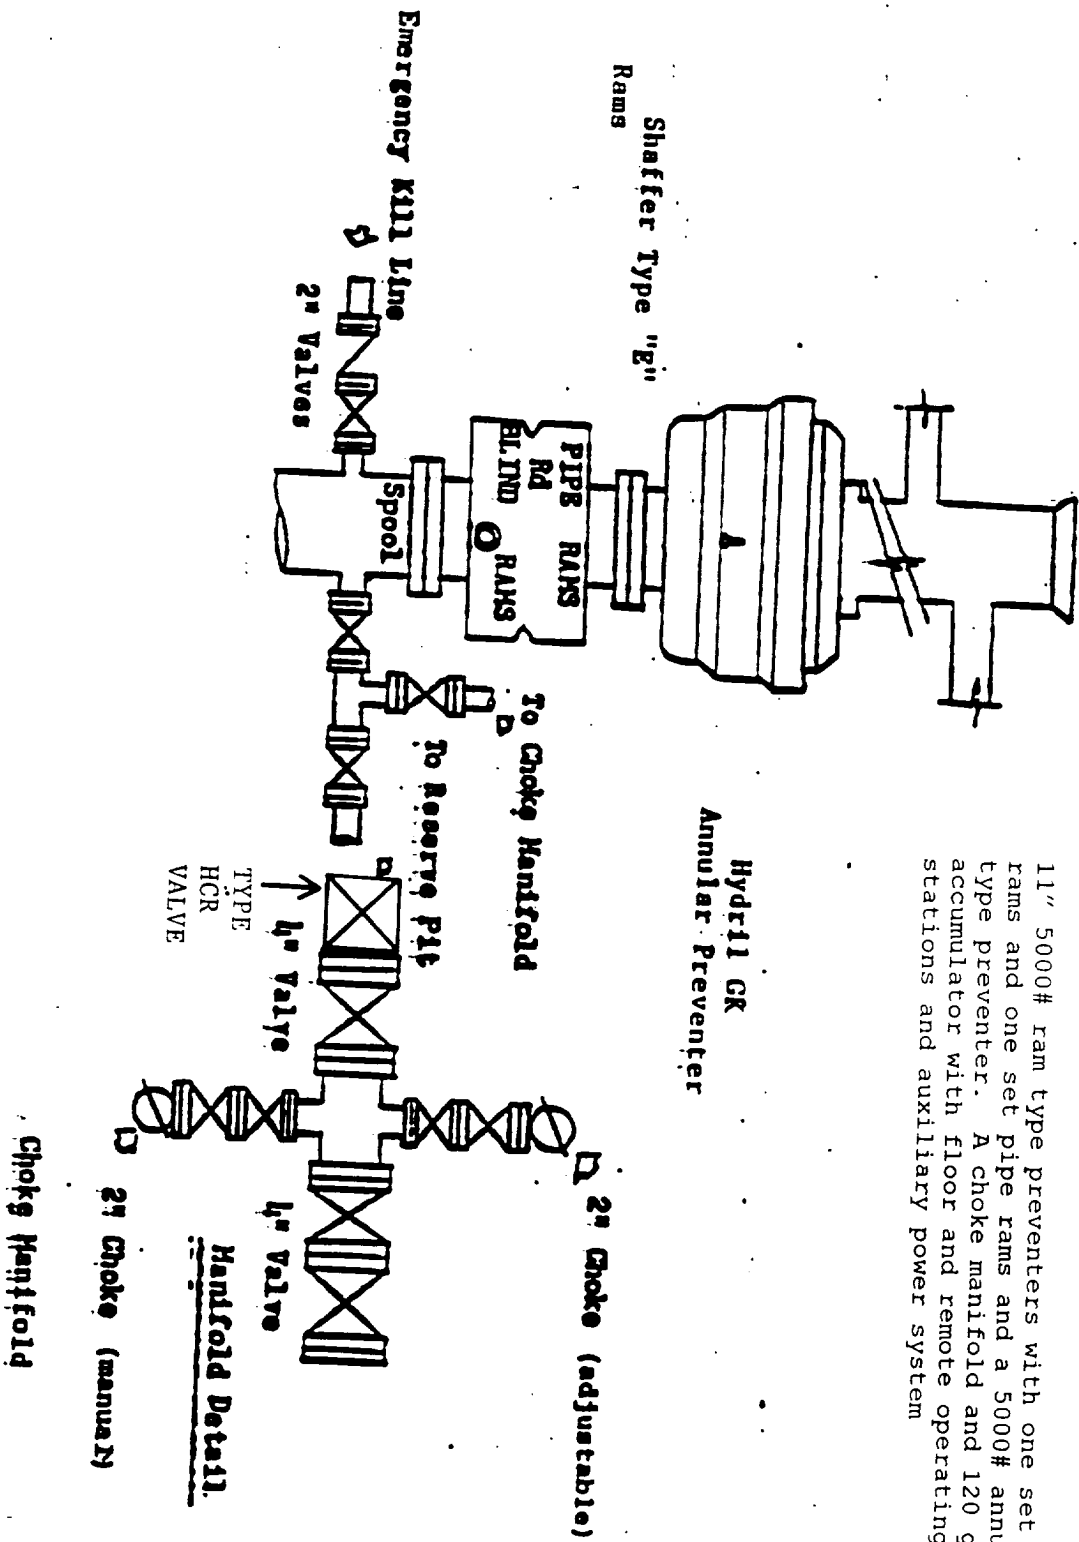 11" 5000# ram type preventers with one set
rams and one set pipe rams and a 5000# annu
type preventer. A choke manifold and 120 g
accumulator with floor and remote operating
stations and auxiliary power system
Hydril GK
Annular Preventer
Shaffer Type "E"
Rams
A
PIPE RAMS
Rd
BLIND RAMS
Spool
Emergency Kill Line
2" Valves
To Choke Manifold
To Reserve Pit
TYPE
HCR
VALVE
4" Valve
4" Valve
2" Choke (adjustable)
2" Choke (manual)
Manifold Detail
Choke Manifold